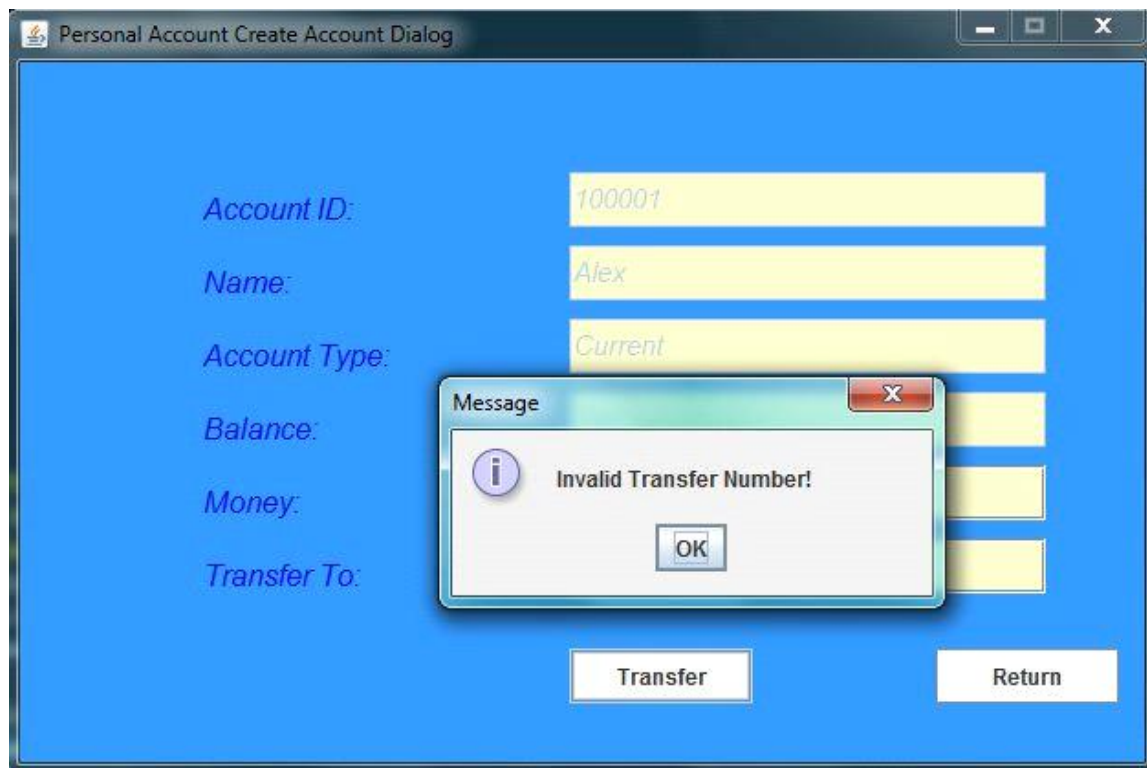 Personal Account Create Account Dialog
Account ID: 100001
Name: Alex
Account Type: Current
Message
Balance:
Invalid Transfer Number!
Money:
OK
Transfer To:
Transfer Return